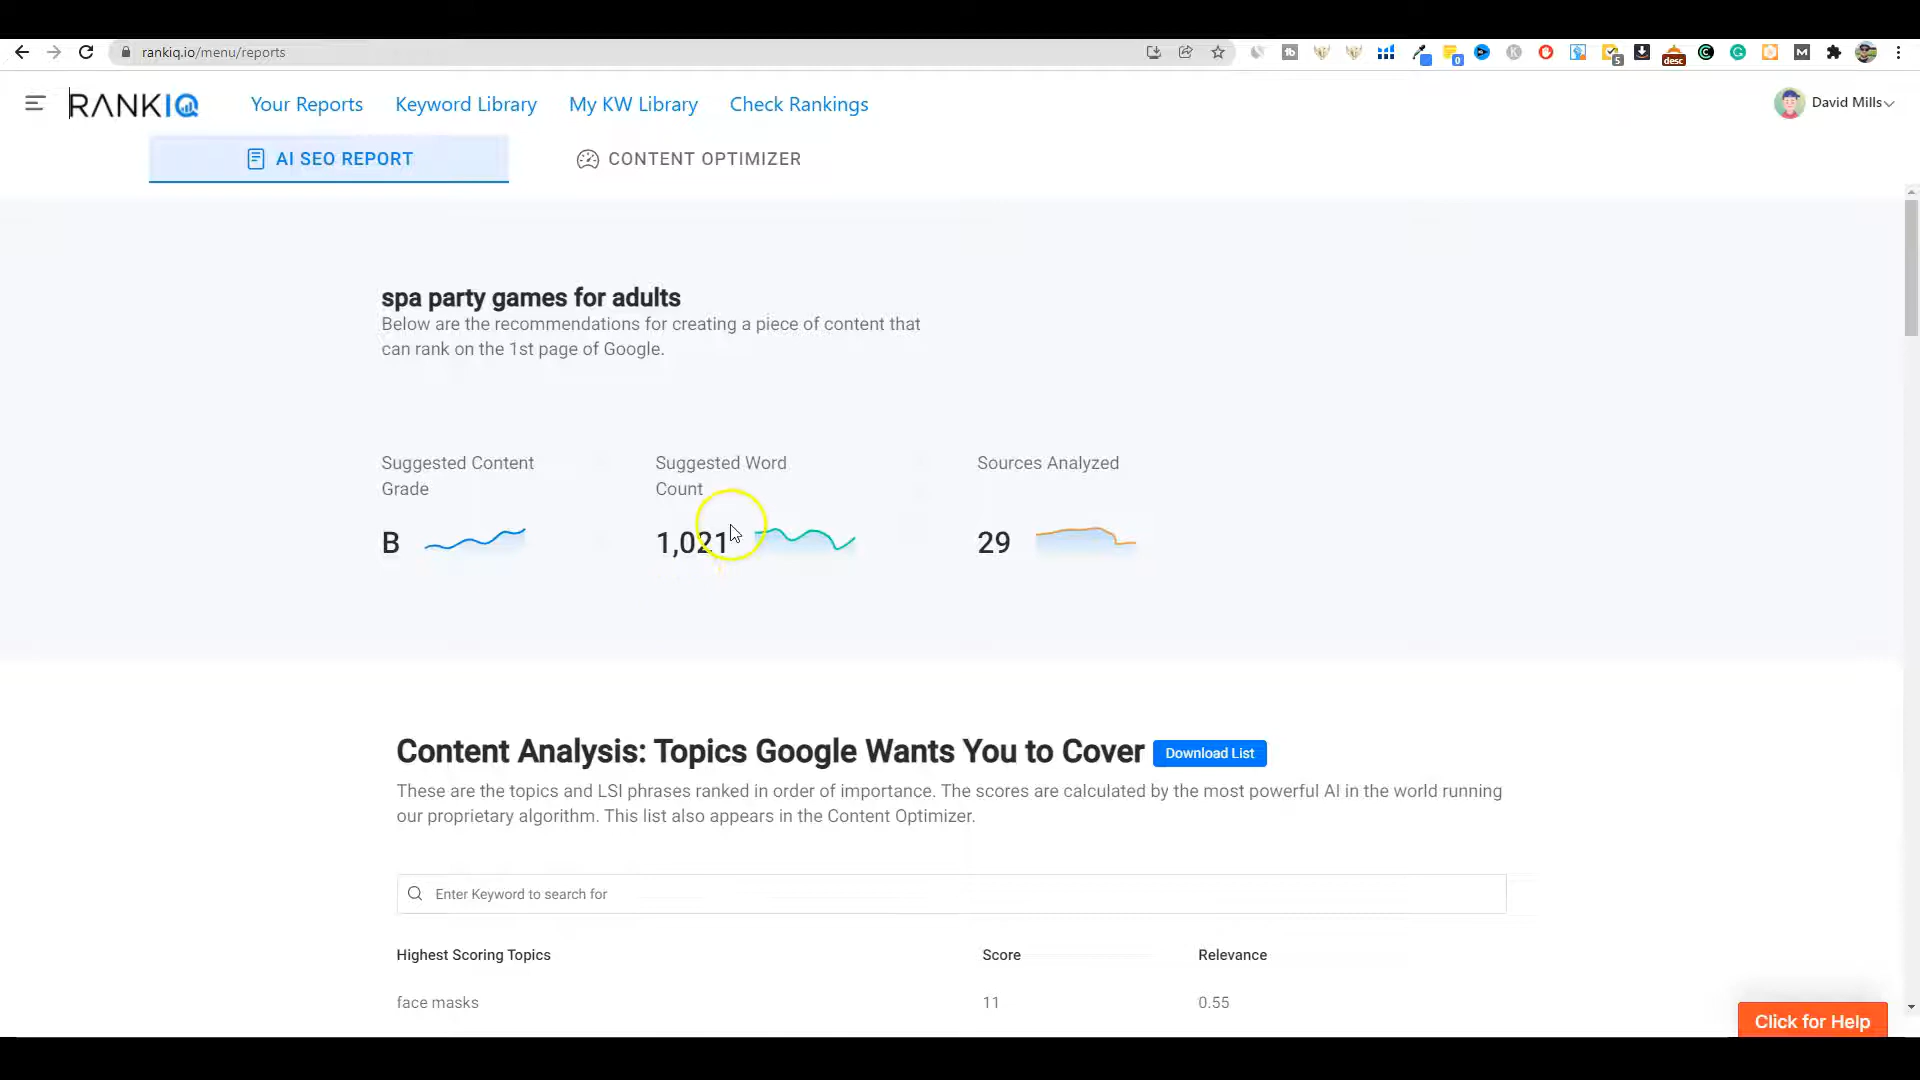 rankiq.io/menu/reports
0
5
desc
RANKIQ
Your Reports
Keyword Library
My KW Library
Check Rankings
David Mills
AI SEO REPORT
CONTENT OPTIMIZER
spa party games for adults
Below are the recommendations for creating a piece of content that
can rank on the 1st page of Google.
Suggested Content
Grade
B
Suggested Word
Count
1,021
Sources Analyzed
29
Content Analysis: Topics Google Wants You to Cover
Download List
These are the topics and LSI phrases ranked in order of importance. The scores are calculated by the most powerful AI in the world running
our proprietary algorithm. This list also appears in the Content Optimizer.
Enter Keyword to search for
Highest Scoring Topics
Score
Relevance
face masks
11
0.55
Click for Help